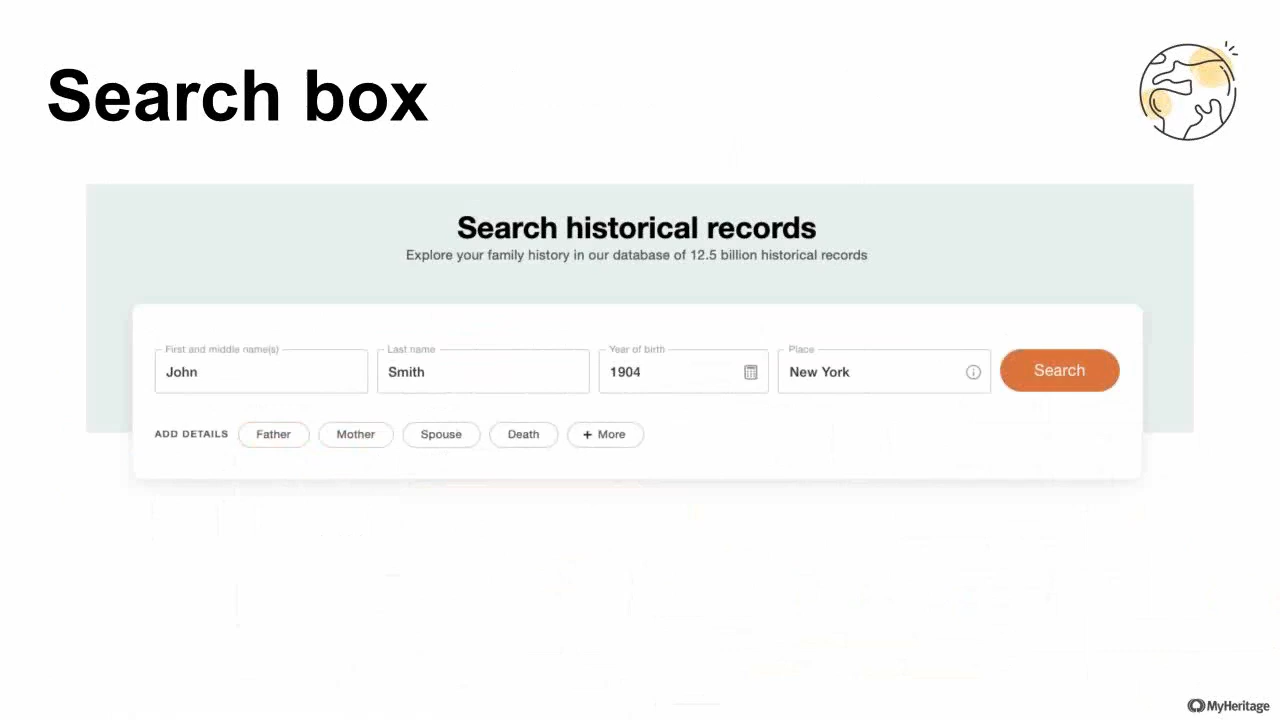 Search box
Search historical records
Explore your family history in our database of 12.5 billion historical records
First and middle name(s) Last name Year of birth Place
John Smith 1904 New York Search
ADD DETAILS Father Mother Spouse Death + More
MyHeritage